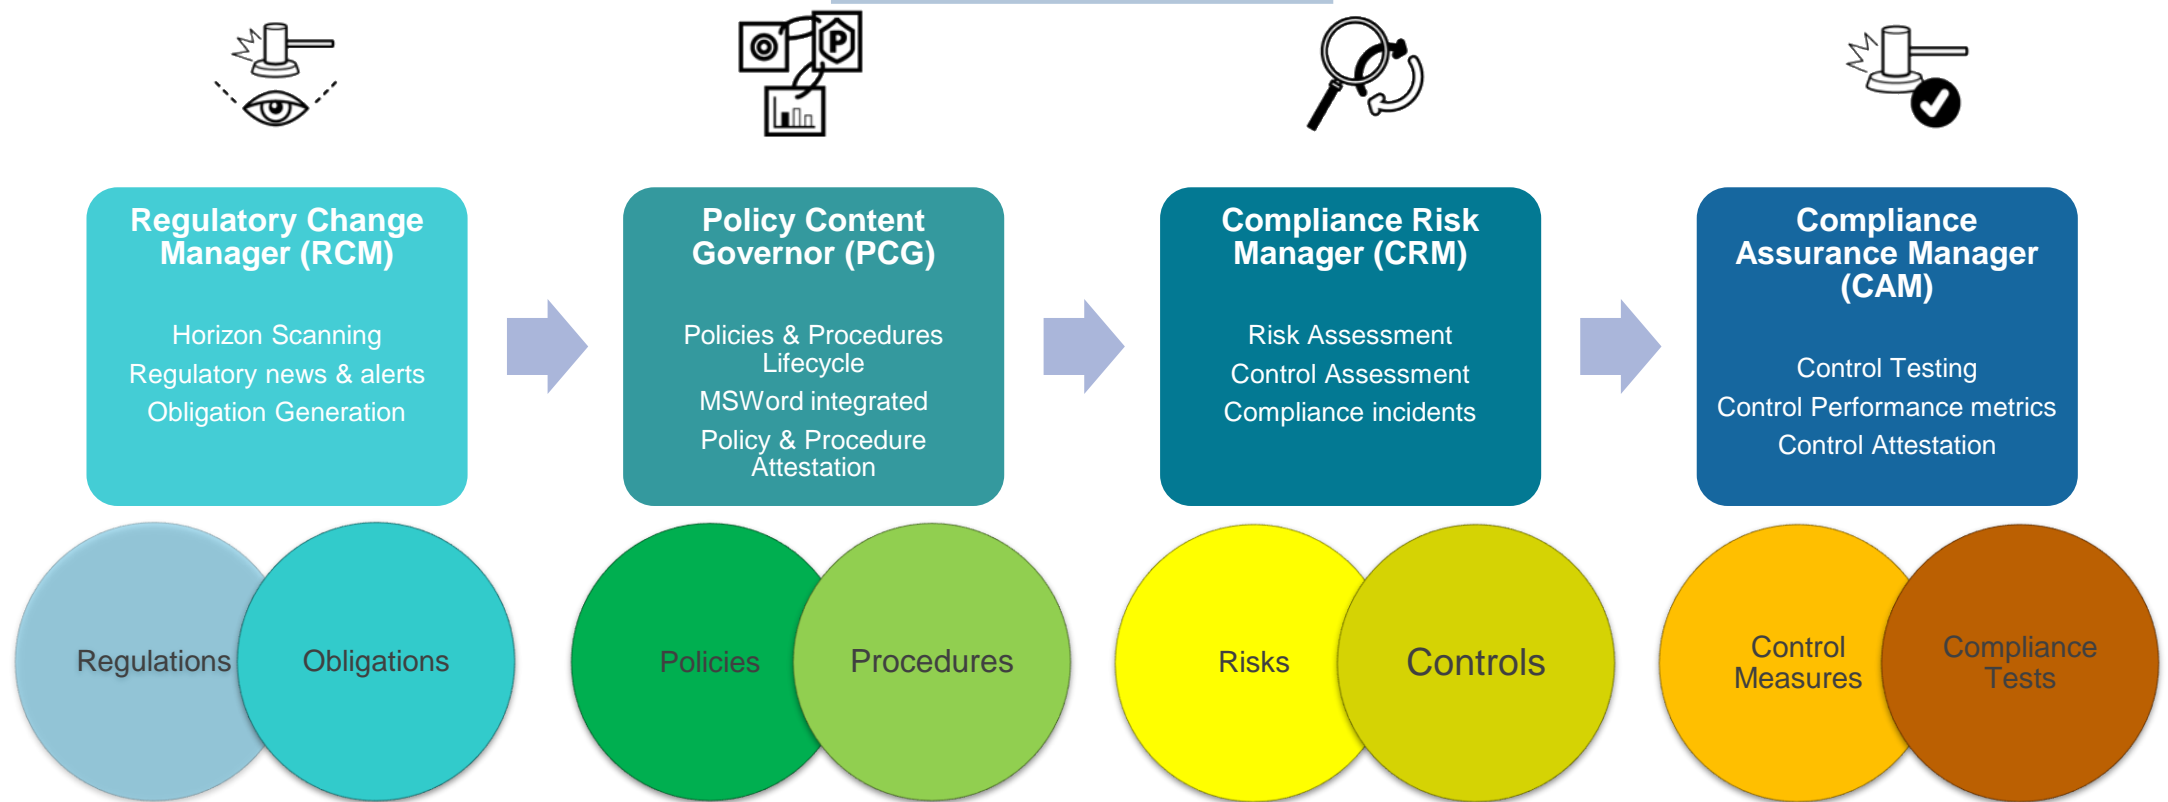 P
Regulatory Change
Manager (RCM)
Horizon Scanning
Regulatory news & alerts
Obligation Generation
Policy Content
Governor (PCG)
Policies & Procedures
Lifecycle
MSWord integrated
Policy & Procedure
Attestation
Compliance Risk
Manager (CRM)
Risk Assessment
Control Assessment
Compliance incidents
Compliance
Assurance Manager
(CAM)
Control Testing
Control Performance metrics
Control Attestation
Regulations
Obligations
Policies
Procedures
Risks
Controls
Control
Measures
Compliance
Tests